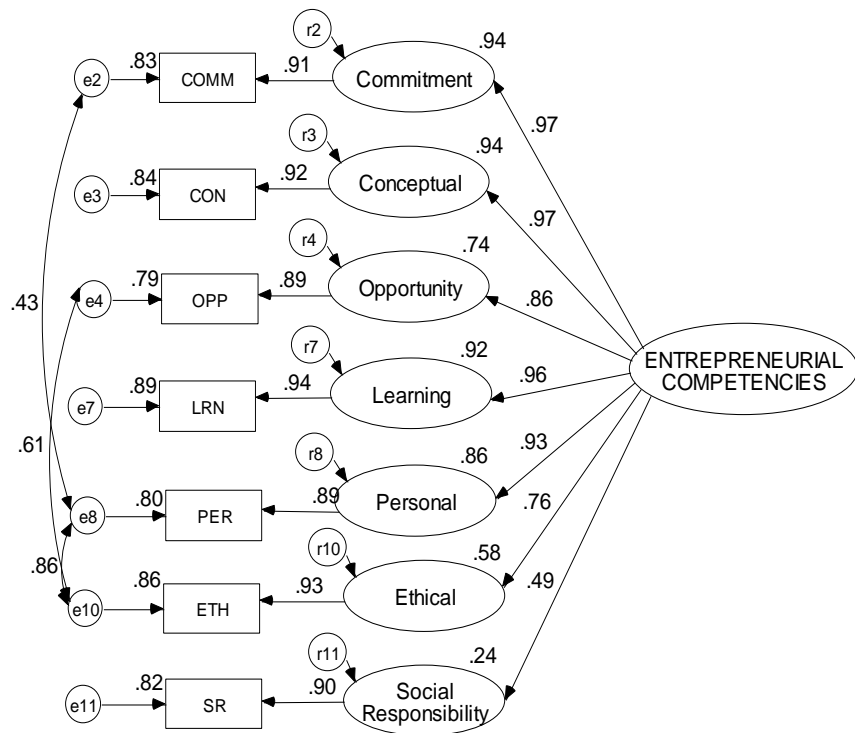 r2
.94
.83
e2
COMM
.91
Commitment
.97
r3
.94
.84
e3
CON
.92
Conceptual
.97
r4
.74
.79
e4
OPP
.89
Opportunity
.86
.43
r7
.92
ENTREPRENEURIAL
COMPETENCIES
.89
e7
LRN
.94
Learning
.96
.61
r8
.86
.93
.80
e8
PER
.89
Personal
.76
r10
.58
.86
.86
e10
ETH
.93
Ethical
.49
r11
.24
.82
e11
SR
.90
Social
Responsibility